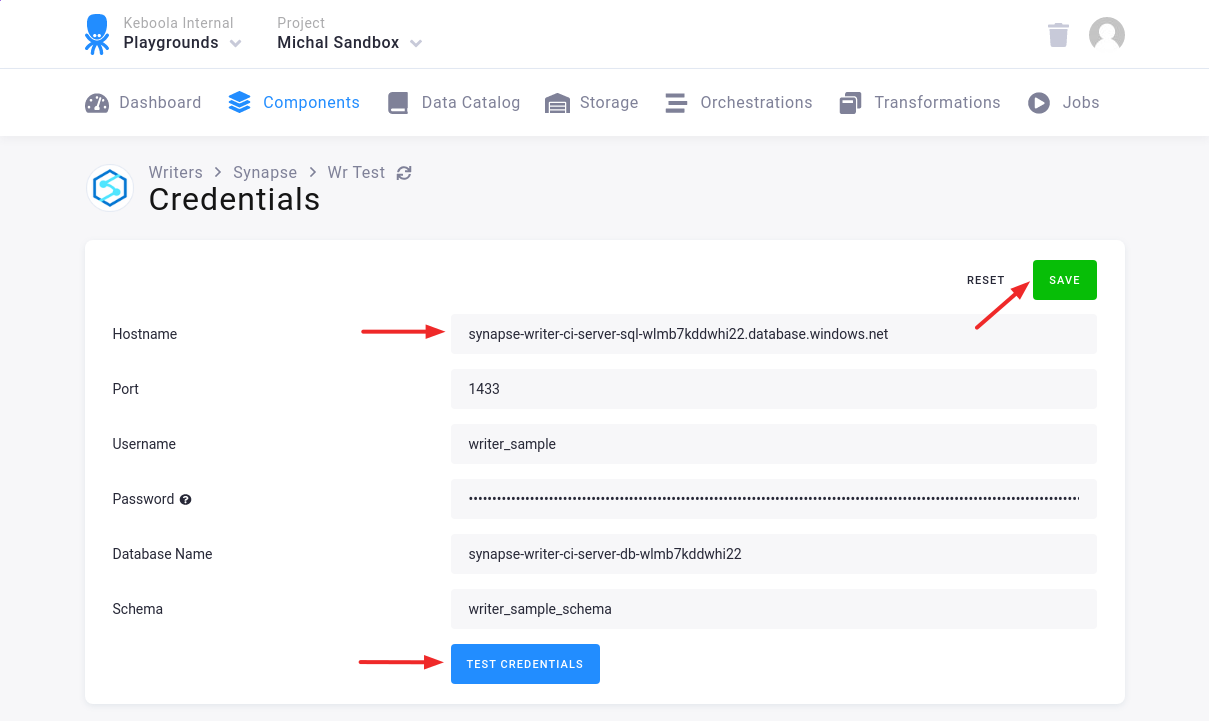 Keboola Internal
Playgrounds
Project
Michal Sandbox
Dashboard
Components
Data Catalog
Storage
Orchestrations
Transformations
Jobs
Writers > Synapse > Wr Test
Credentials
RESET
SAVE
Hostname
synapse-writer-ci-server-sql-wlmb7kddwhi22.database.windows.net
Port
1433
Username
writer_sample
Password
Database Name
synapse-writer-ci-server-db-wlmb7kddwhi22
Schema
writer_sample_schema
TEST CREDENTIALS